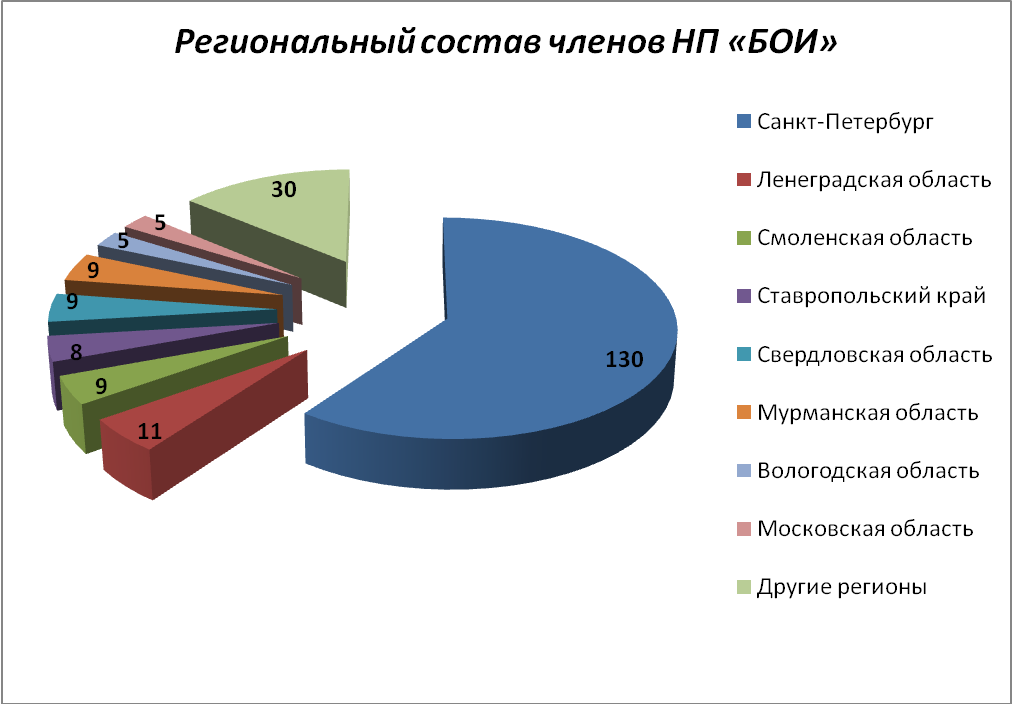 Региональный состав членов НП «БОИ»
30
5
5
9
9
8
9
11
130
Санкт-Петербург
Ленеградская область
Смоленская область
Ставропольский край
Свердловская область
Мурманская область
Вологодская область
Московская область
Другие регионы